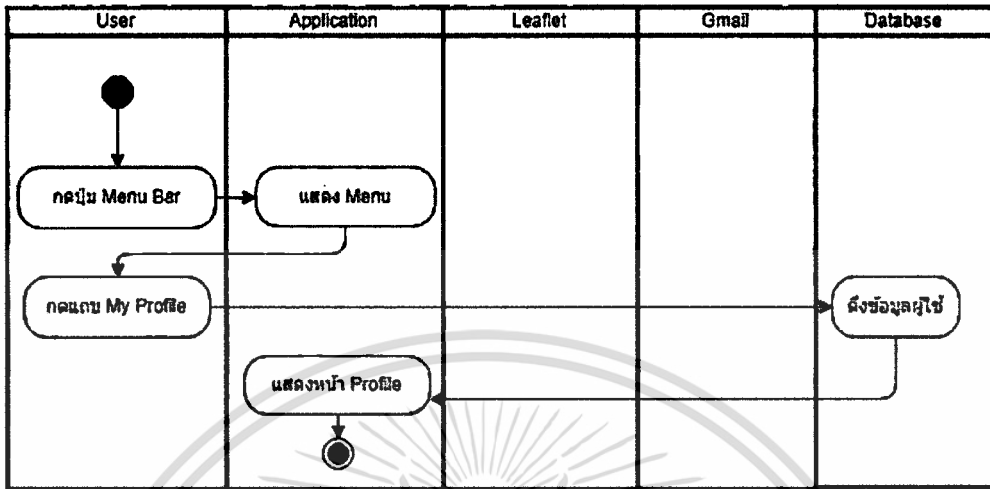 User
Application
Leaflet
Gmail
Database
กดปุ่ม Menu Bar
แสดง Menu
กดแถบ My Profile
ดึงข้อมูลผู้ใช้
แสดงหน้า Profile